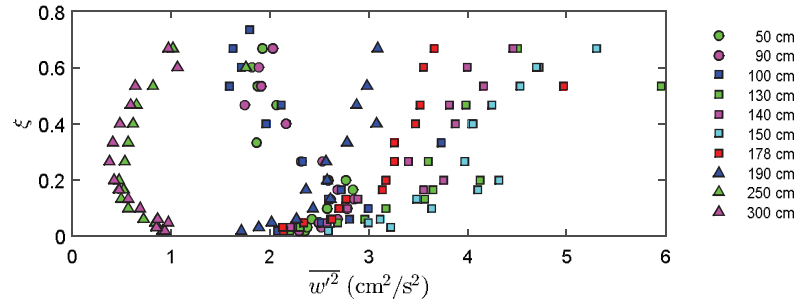 0.8
0.6
0.4
0.2
0
ξ
0 1 2 3 4 5 6
w′² (cm²/s²)
50 cm
90 cm
100 cm
130 cm
140 cm
150 cm
178 cm
190 cm
250 cm
300 cm